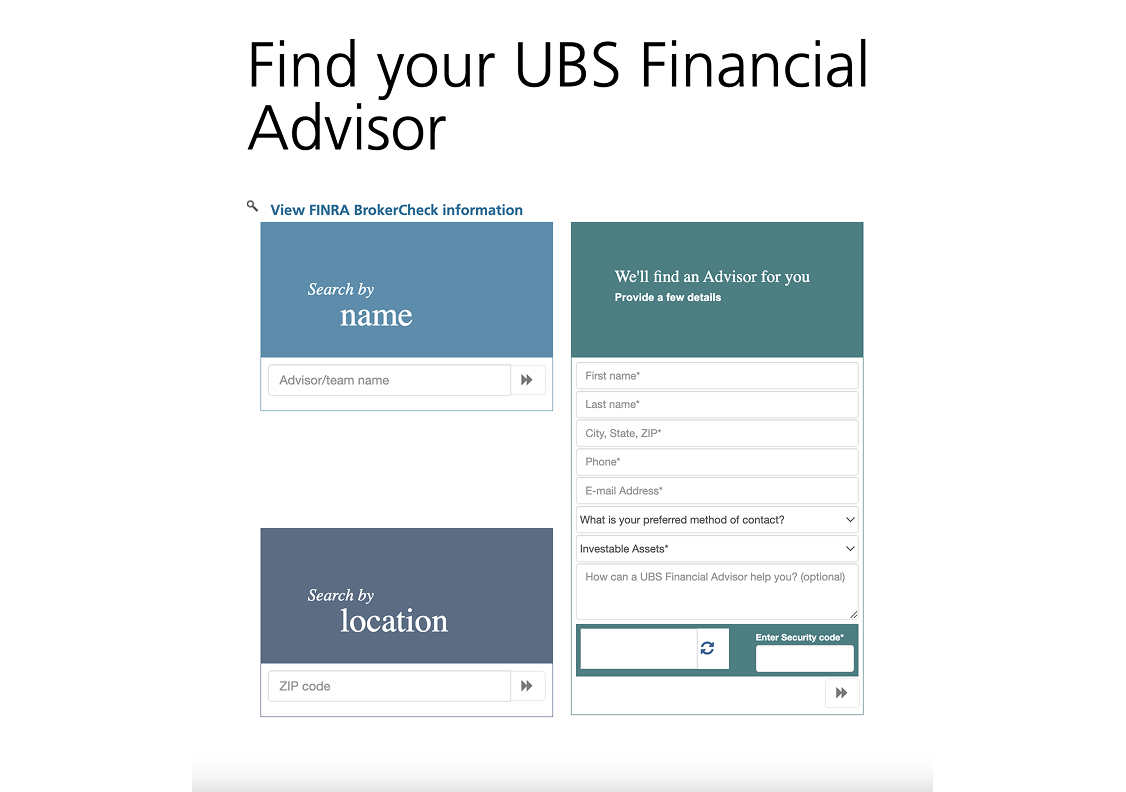 Find your UBS Financial
Advisor
View FINRA BrokerCheck information
Search by
name
Advisor/team name
Search by
location
ZIP code
We'll find an Advisor for you
Provide a few details
First name*
Last name*
City, State, ZIP*
Phone*
E-mail Address*
What is your preferred method of contact?
Investable Assets*
How can a UBS Financial Advisor help you? (optional)
Enter Security code*